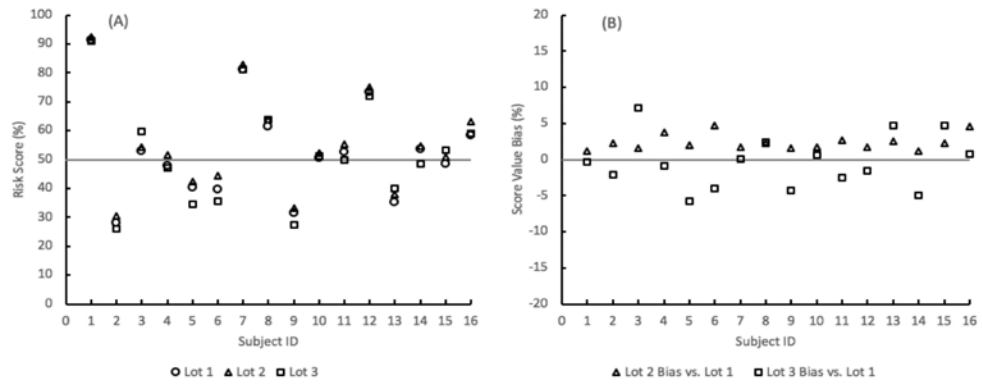 (A)
Risk Score (%)
100
90
80
70
60
50
40
30
20
10
0
0 1 2 3 4 5 6 7 8 9 10 11 12 13 14 15 16
Subject ID
Lot 1 Lot 2 Lot 3
(B)
Score Value Bias (%)
20
15
10
5
0
-5
-10
-15
-20
0 1 2 3 4 5 6 7 8 9 10 11 12 13 14 15 16
Subject ID
Lot 2 Bias vs. Lot 1 Lot 3 Bias vs. Lot 1